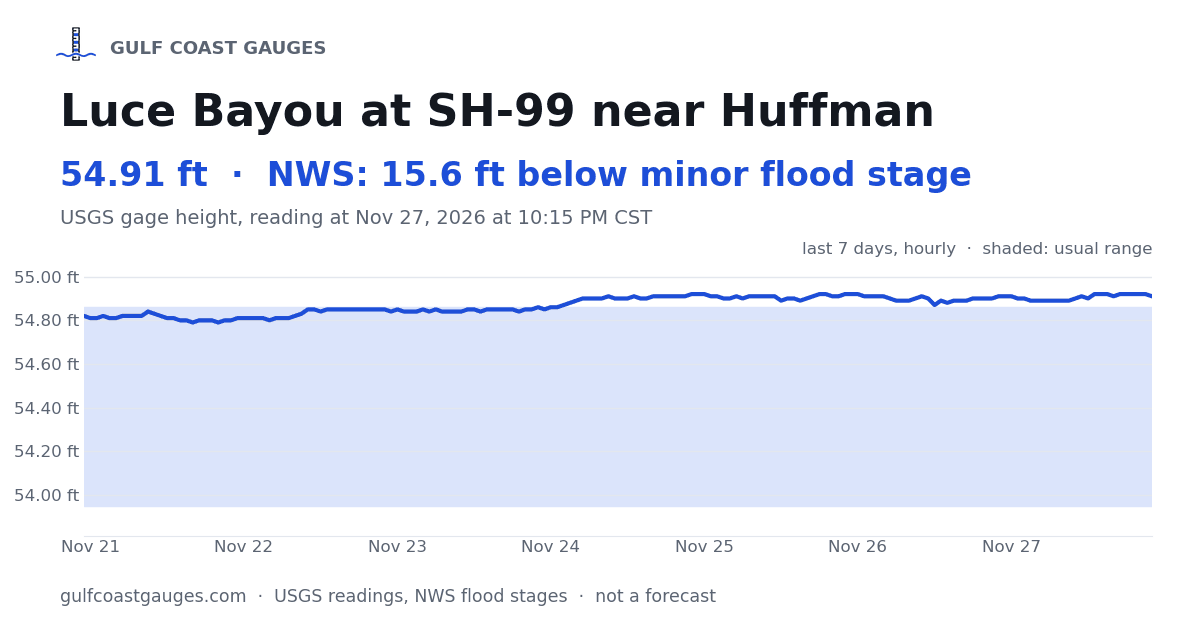 GULF COAST GAUGES
Luce Bayou at SH-99 near Huffman
54.91 ft · NWS: 15.6 ft below minor flood stage
USGS gage height, reading at Nov 27, 2026 at 10:15 PM CST
last 7 days, hourly · shaded: usual range
55.00 ft
54.80 ft
54.60 ft
54.40 ft
54.20 ft
54.00 ft
Nov 21 Nov 22 Nov 23 Nov 24 Nov 25 Nov 26 Nov 27
gulfcoastgauges.com · USGS readings, NWS flood stages · not a forecast